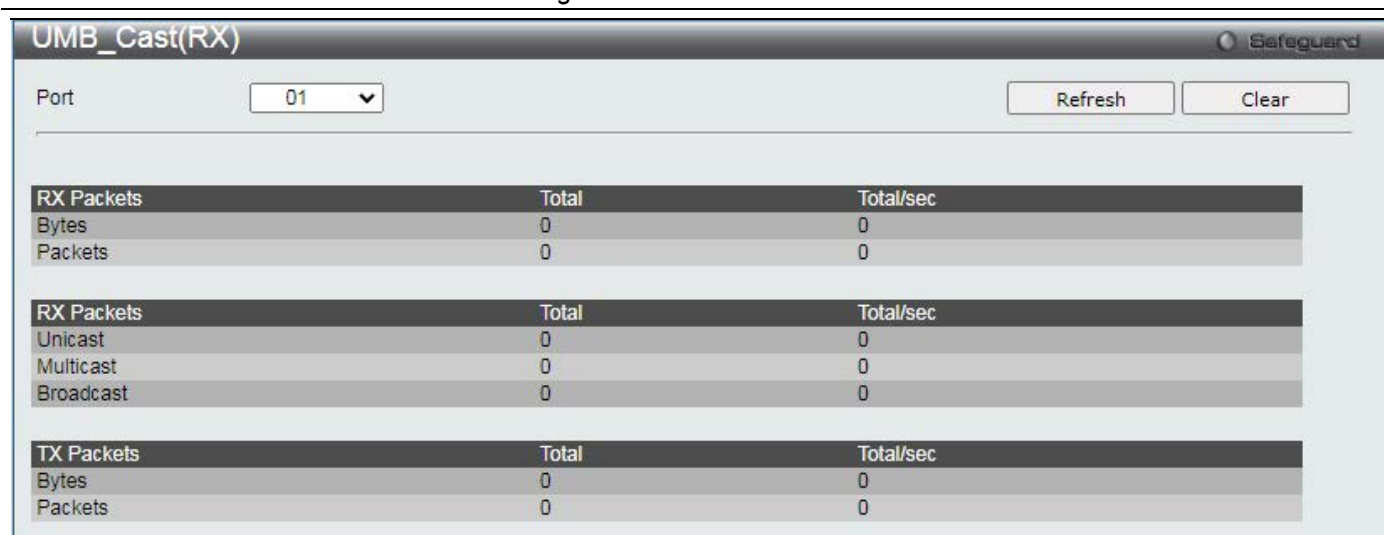 UMB_Cast(RX) Safeguard
Port 01 Refresh Clear
RX Packets Total Total/sec
Bytes 0 0
Packets 0 0
RX Packets Total Total/sec
Unicast 0 0
Multicast 0 0
Broadcast 0 0
TX Packets Total Total/sec
Bytes 0 0
Packets 0 0